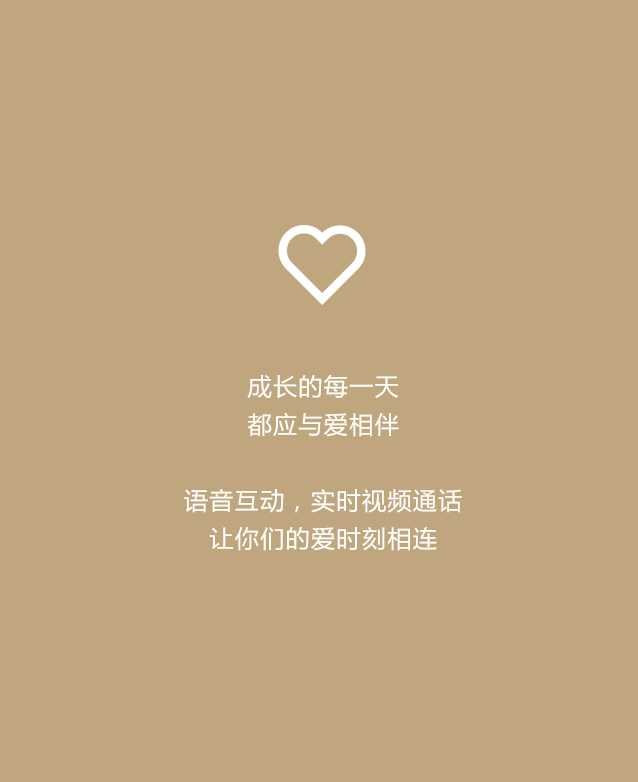 成长的每一天
都应与爱相伴
语音互动，实时视频通话
让你们的爱时刻相连